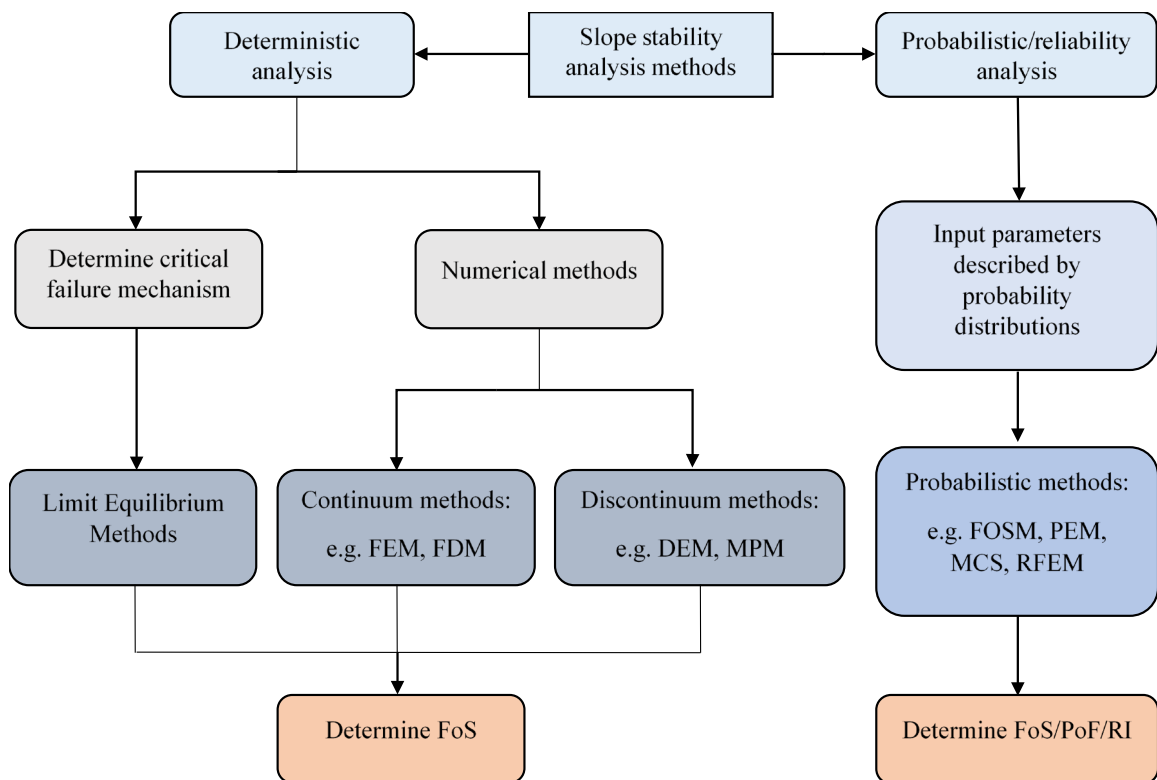 Deterministic
analysis
Slope stability
analysis methods
Probabilistic/reliability
analysis
Determine critical
failure mechanism
Numerical methods
Input parameters
described by
probability
distributions
Limit Equilibrium
Methods
Continuum methods:
e.g. FEM, FDM
Discontinuum methods:
e.g. DEM, MPM
Probabilistic methods:
e.g. FOSM, PEM,
MCS, RFEM
Determine FoS
Determine FoS/PoF/RI